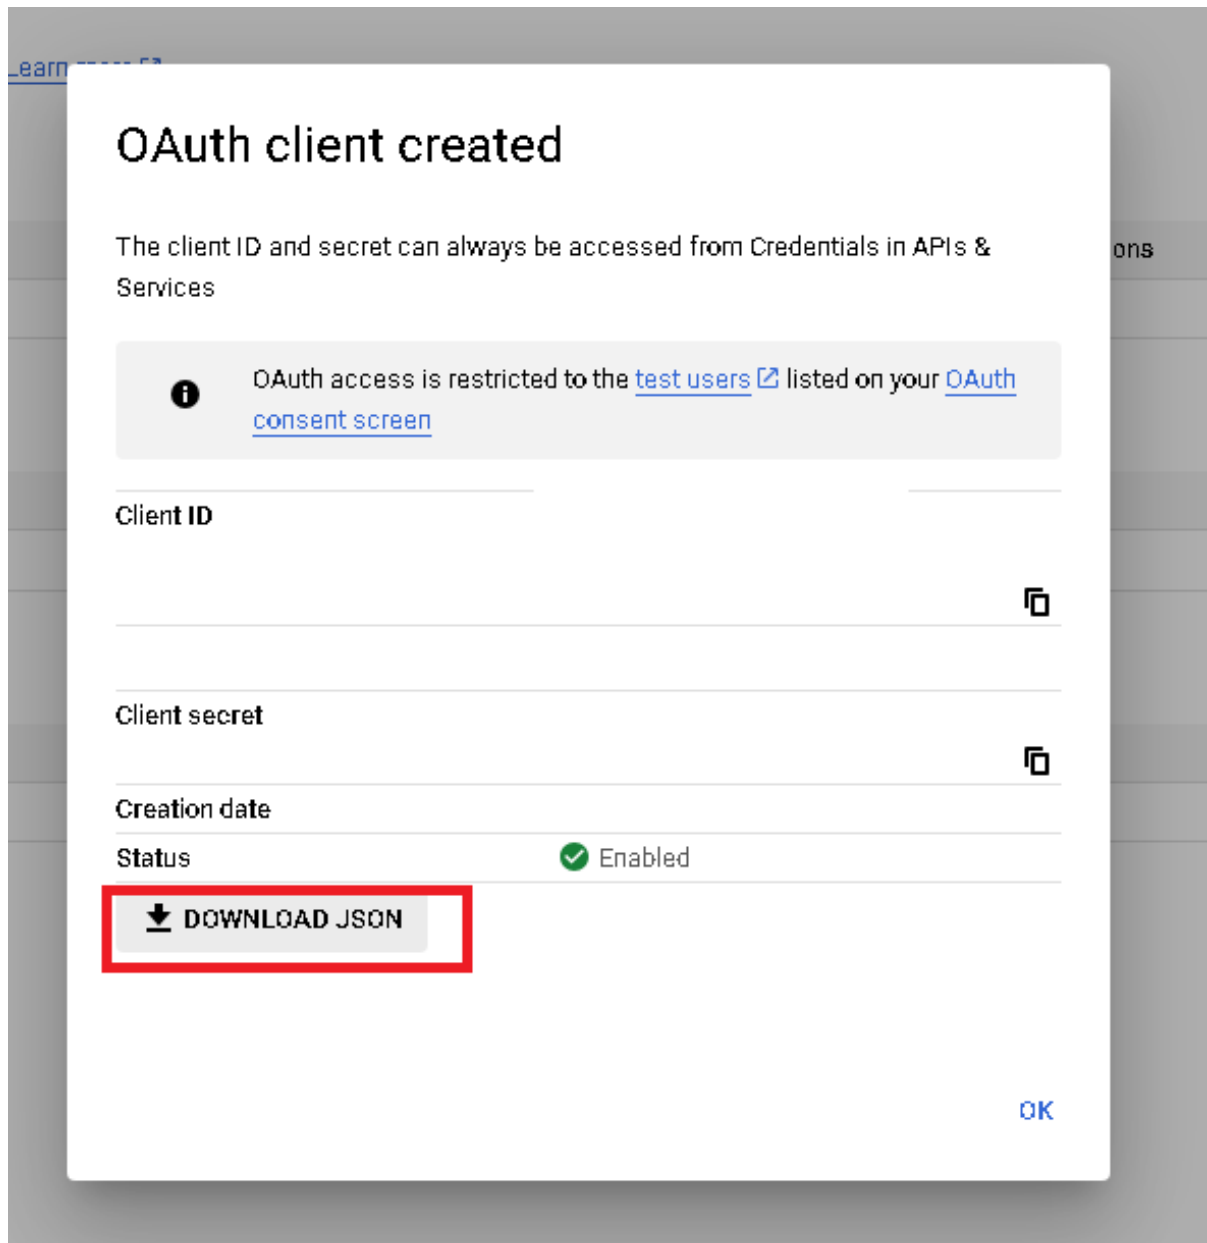 OAuth client created
The client ID and secret can always be accessed from Credentials in APIs &
Services
ons
OAuth access is restricted to the test users listed on your OAuth
consent screen
Client ID
Client secret
Creation date
Status Enabled
DOWNLOAD JSON
OK